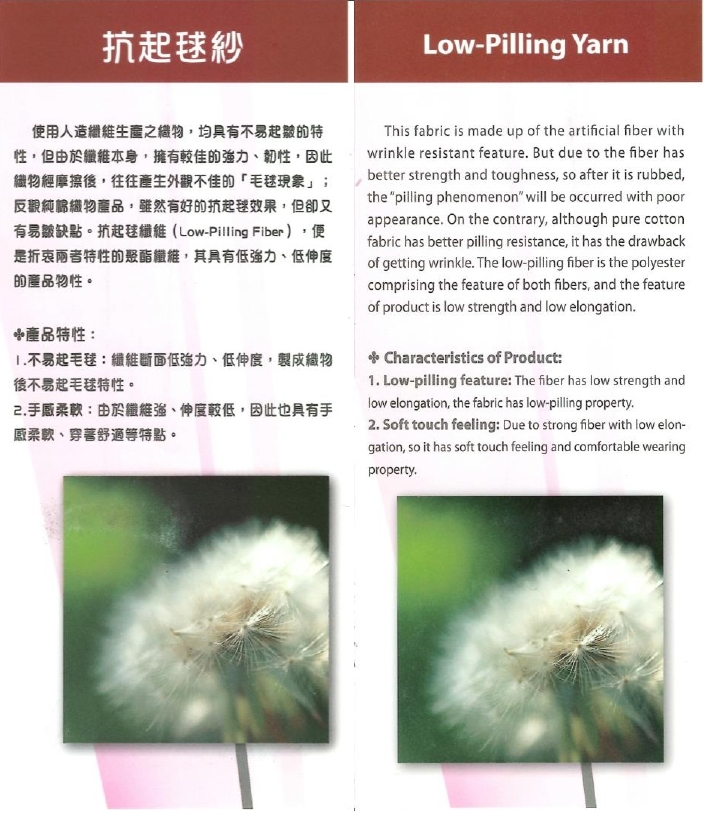 抗起毬紗
使用人造纖維生產之織物，均具有不易起皺的特
性，但由於纖維本身，擁有較佳的強力、韌性，因此
織物經摩擦後，往往產生外觀不佳的「毛毬現象」；
反觀純綿織物產品，雖然有好的抗起毬效果，但卻又
有易皺缺點。抗起毬纖維（Low-Pilling Fiber），便
是折衷兩者特性的聚酯纖維，其具有低強力、低伸度
的產品物性。
✤產品特性：
1.不易起毛毬：纖維斷面低強力、低伸度，製成織物
後不易起毛毬特性。
2.手感柔軟：由於纖維強、伸度較低，因此也具有手
感柔軟、穿著舒適等特點。
Low-Pilling Yarn
This fabric is made up of the artificial fiber with
wrinkle resistant feature. But due to the fiber has
better strength and toughness, so after it is rubbed,
the "pilling phenomenon" will be occurred with poor
appearance. On the contrary, although pure cotton
fabric has better pilling resistance, it has the drawback
of getting wrinkle. The low-pilling fiber is the polyester
comprising the feature of both fibers, and the feature
of product is low strength and low elongation.
✤ Characteristics of Product:
1. Low-pilling feature: The fiber has low strength and
low elongation, the fabric has low-pilling property.
2. Soft touch feeling: Due to strong fiber with low elon-
gation, so it has soft touch feeling and comfortable wearing
property.